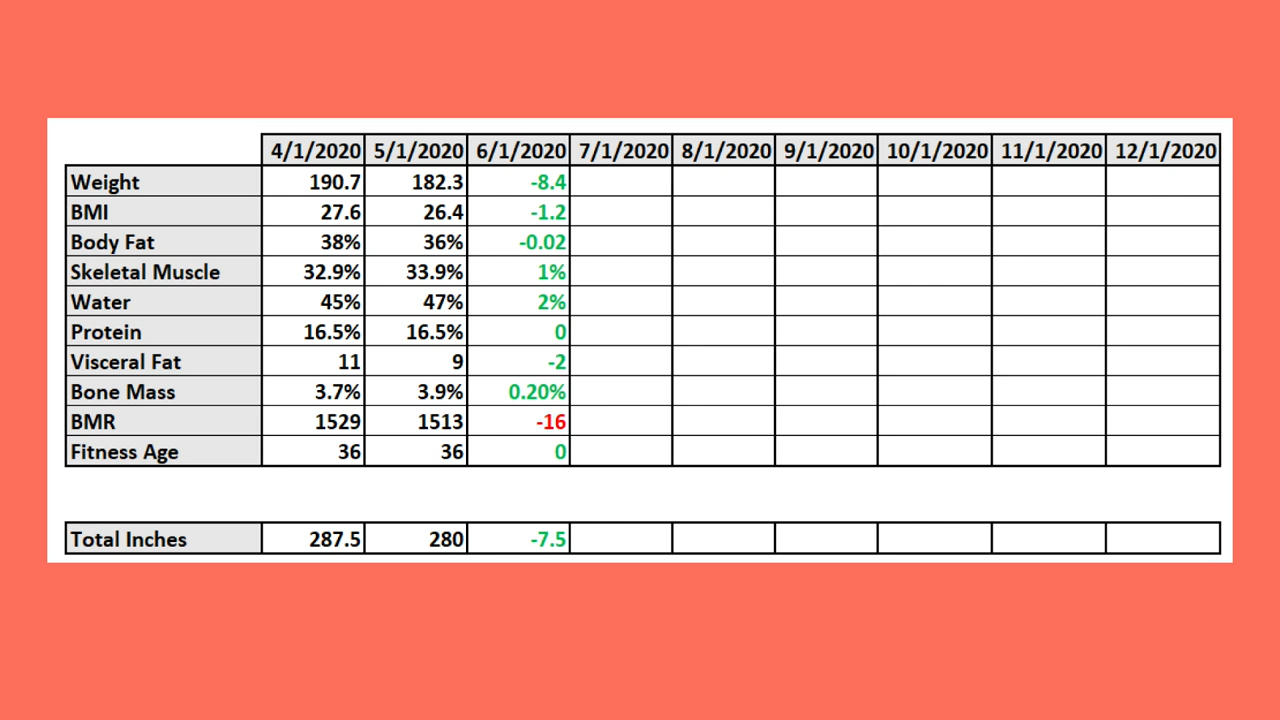 4/1/2020 5/1/2020 6/1/2020 7/1/2020 8/1/2020 9/1/2020 10/1/2020 11/1/2020 12/1/2020
Weight 190.7 182.3 -8.4
BMI 27.6 26.4 -1.2
Body Fat 38% 36% -0.02
Skeletal Muscle 32.9% 33.9% 1%
Water 45% 47% 2%
Protein 16.5% 16.5% 0
Visceral Fat 11 9 -2
Bone Mass 3.7% 3.9% 0.20%
BMR 1529 1513 -16
Fitness Age 36 36 0
Total Inches 287.5 280 -7.5